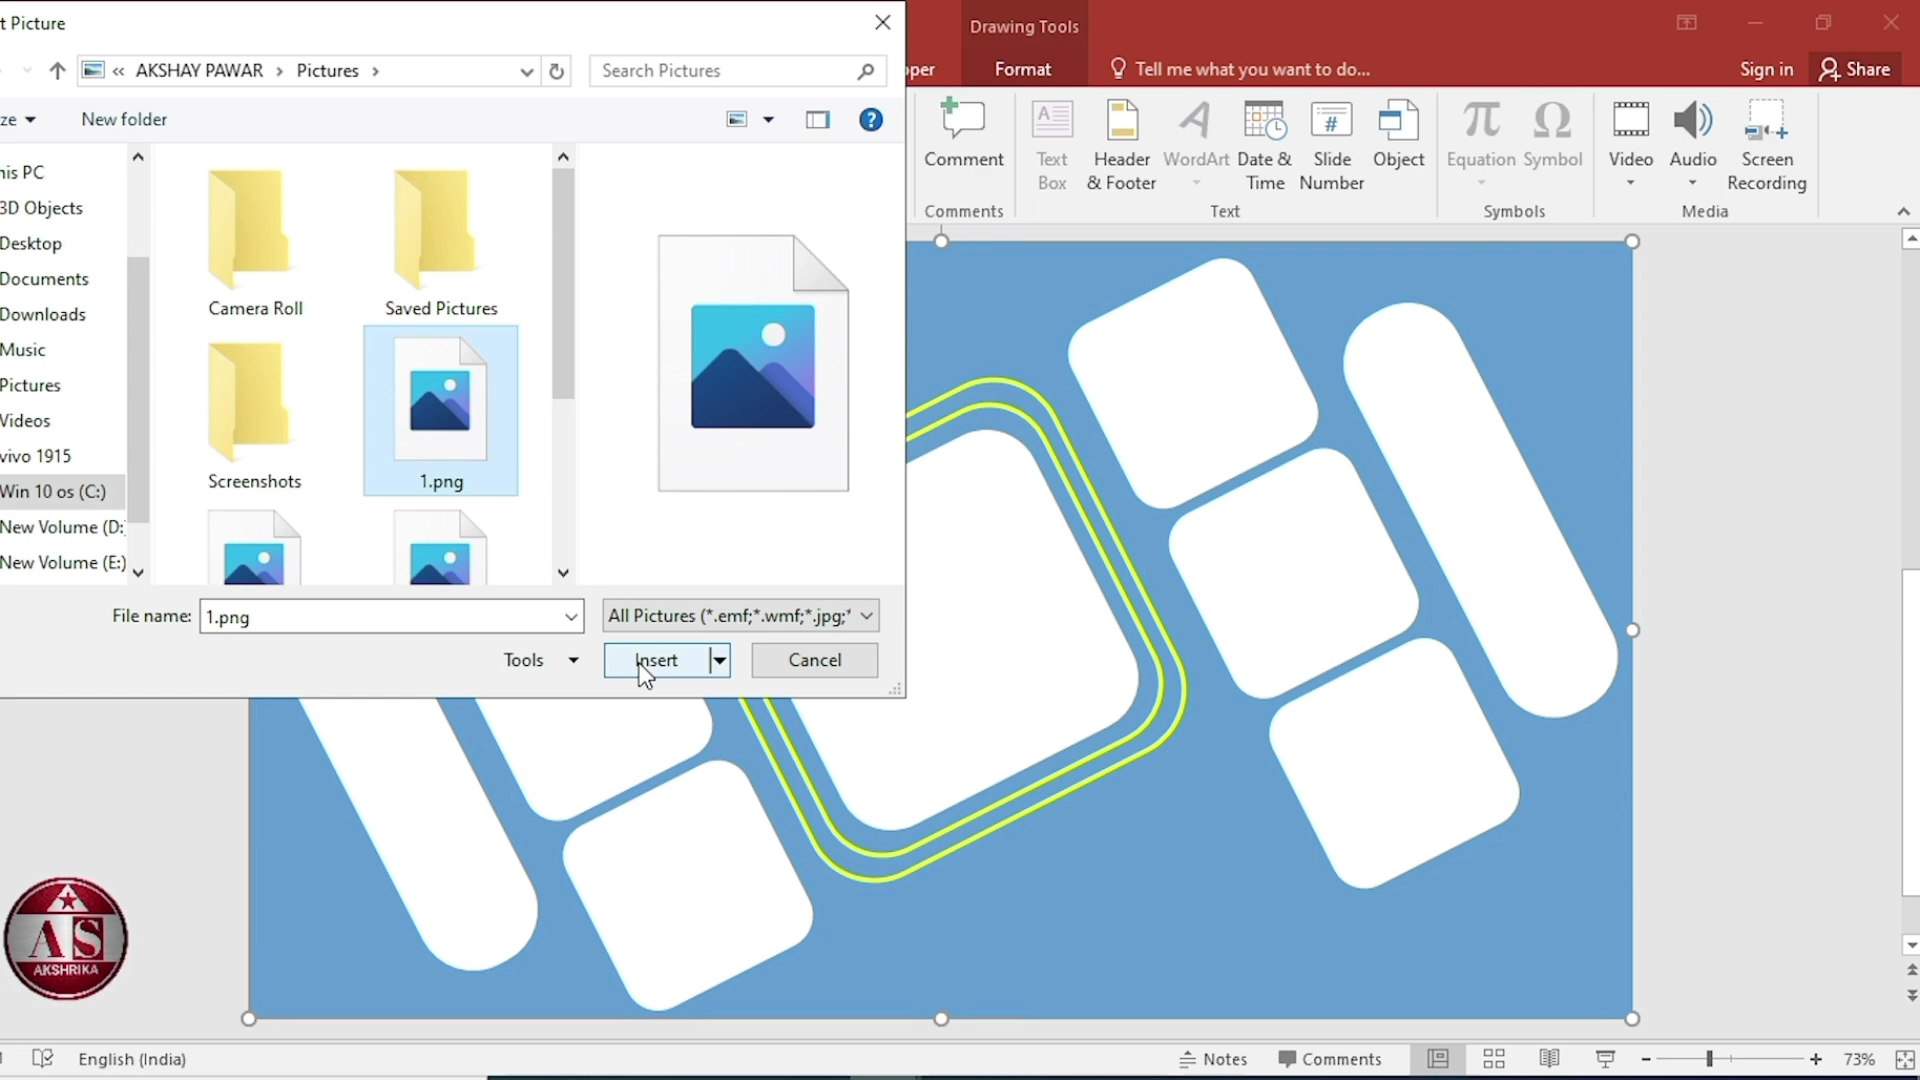 t Picture
Drawing Tools
AKSHAY PAWAR
Pictures
Search Pictures
per
Format
Tell me what you want to do...
Sign in
Share
ze
New folder
Comment
Text
Box
Header
& Footer
WordArt
Date &
Time
Slide
Number
Object
Equation
Symbol
Video
Audio
Screen
Recording
Comments
Text
Symbols
Media
his PC
3D Objects
Desktop
Documents
Downloads
Music
Pictures
Videos
vivo 1915
Win 10 os (C:)
New Volume (D:
New Volume (E:)
Camera Roll
Saved Pictures
Screenshots
1.png
File name:
1.png
All Pictures (*.emf;*.wmf;*.jpg;*
Tools
Insert
Cancel
AS
AKSHRIKA
English (India)
Notes
Comments
73%